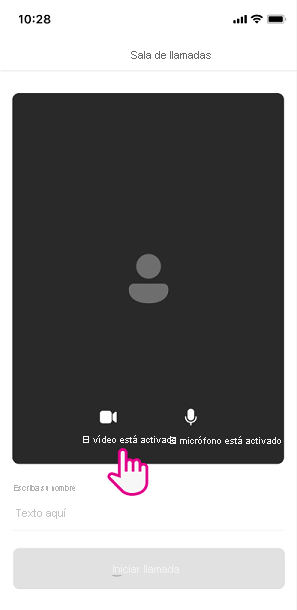 10:28
Sala de llamadas
El vídeo está activado
El micrófono está activado
Escriba su nombre
Texto aquí
Iniciar llamada